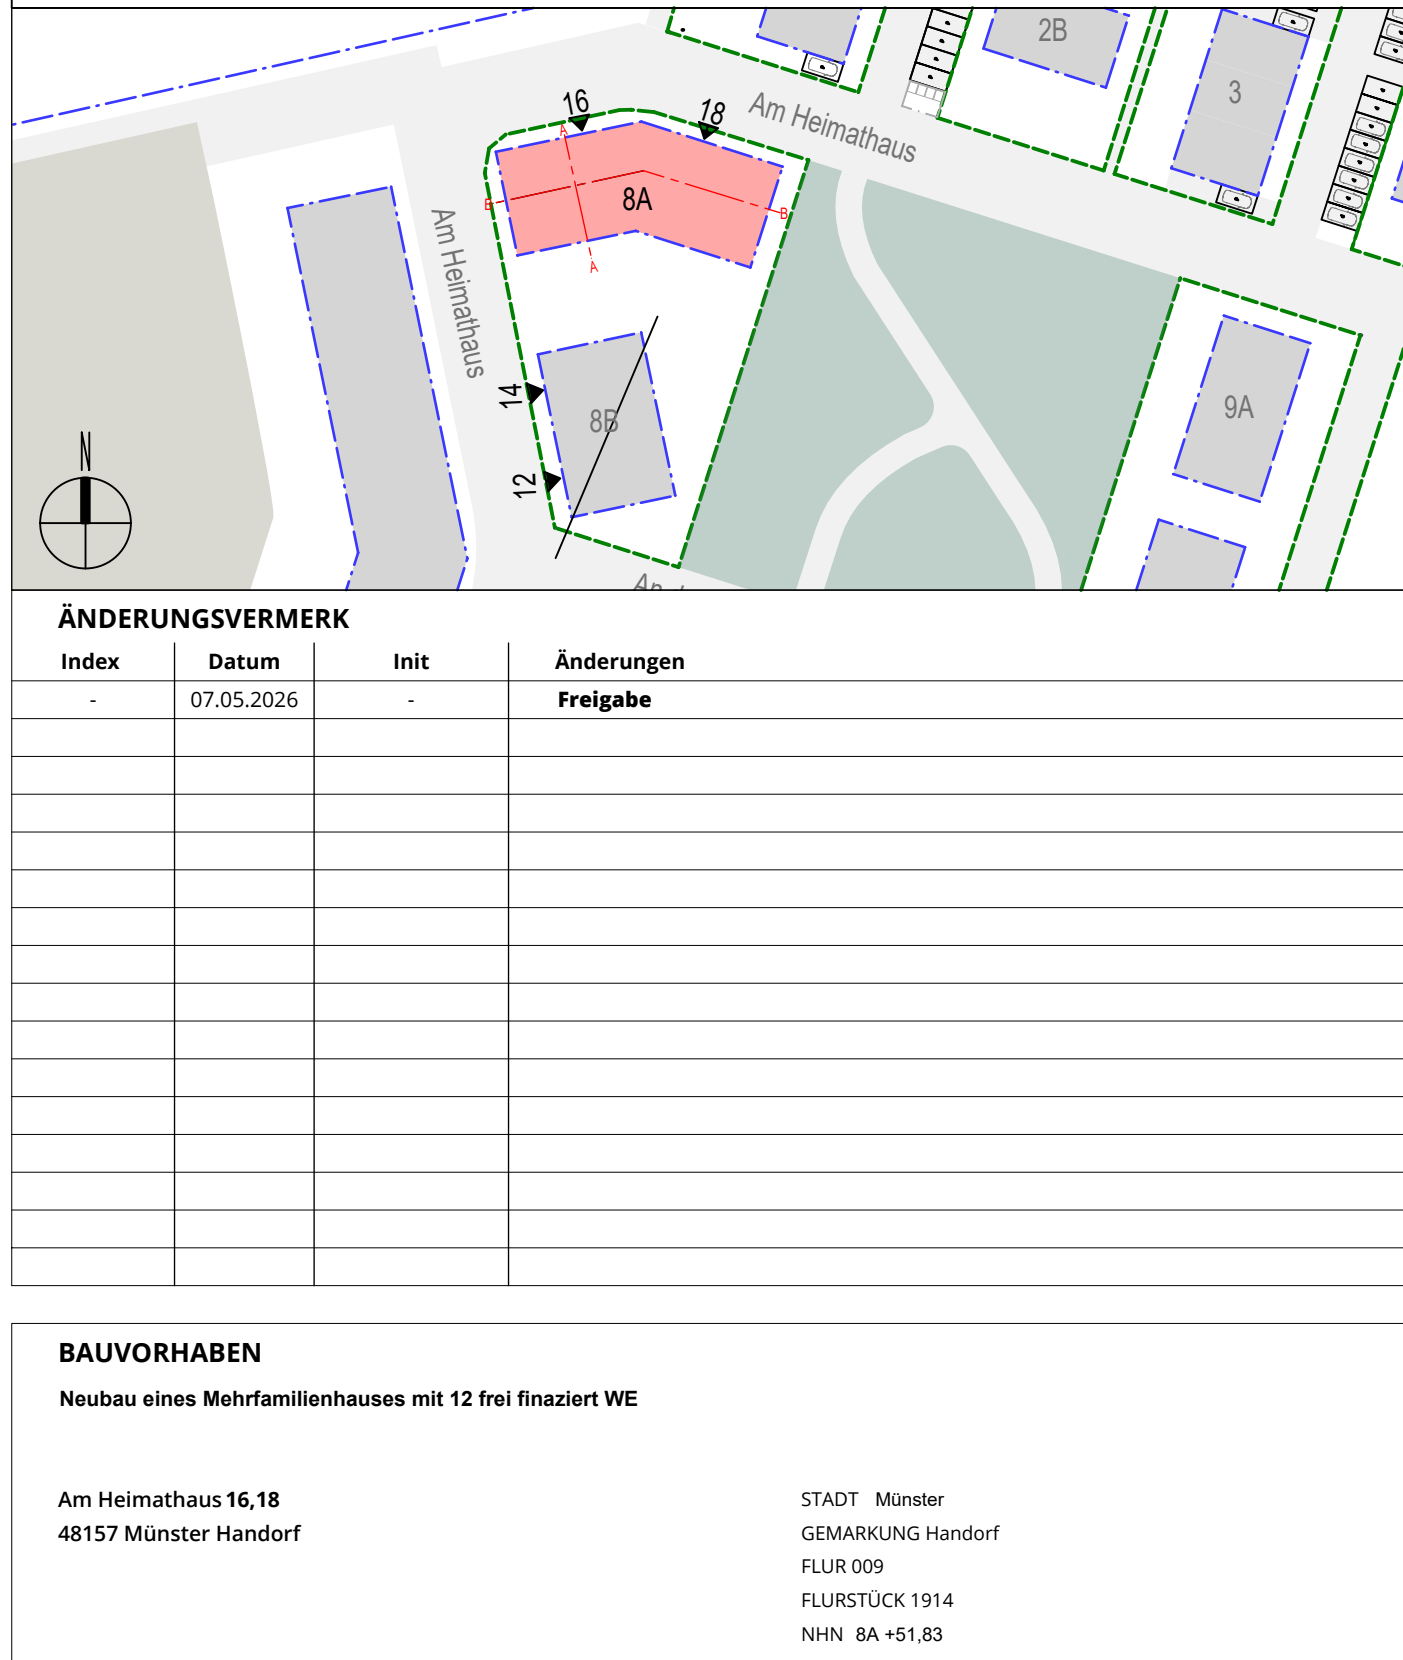 2B
3
16
18
Am Heimathaus
A
8A
B
B
A
Am Heimathaus
14
8B
9A
12
N
ÄNDERUNGSVERMERK
Index Datum Init Änderungen
- 07.05.2026 - Freigabe
BAUVORHABEN
Neubau eines Mehrfamilienhauses mit 12 frei finaziert WE
Am Heimathaus 16,18
48157 Münster Handorf
STADT Münster
GEMARKUNG Handorf
FLUR 009
FLURSTÜCK 1914
NHN 8A +51,83